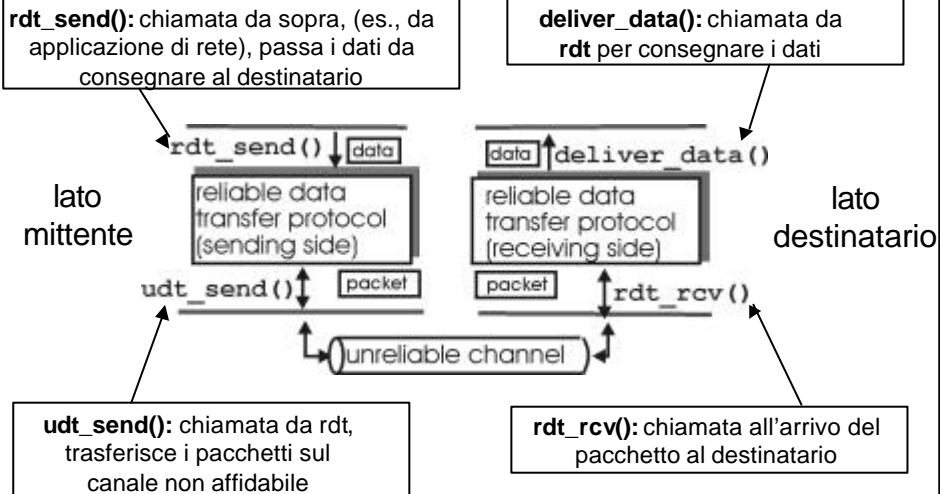 rdt_send(): chiamata da sopra, (es., da
applicazione di rete), passa i dati da
consegnare al destinatario
deliver_data(): chiamata da
rdt per consegnare i dati
rdt_send()
data
data
deliver_data()
lato
mittente
reliable data
transfer protocol
(sending side)
reliable data
transfer protocol
(receiving side)
lato
destinatario
udt_send()
packet
packet
rdt_rcv()
unreliable channel
udt_send(): chiamata da rdt,
trasferisce i pacchetti sul
canale non affidabile
rdt_rcv(): chiamata all'arrivo del
pacchetto al destinatario